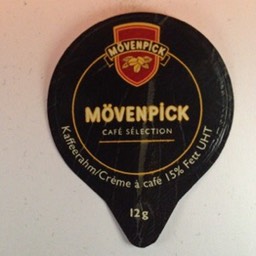 MÖVENPICK
MÖVENPICK
CAFÉ SÉLECTION
Kaffeerahm/Crème à café 15% Fett UHT
12g